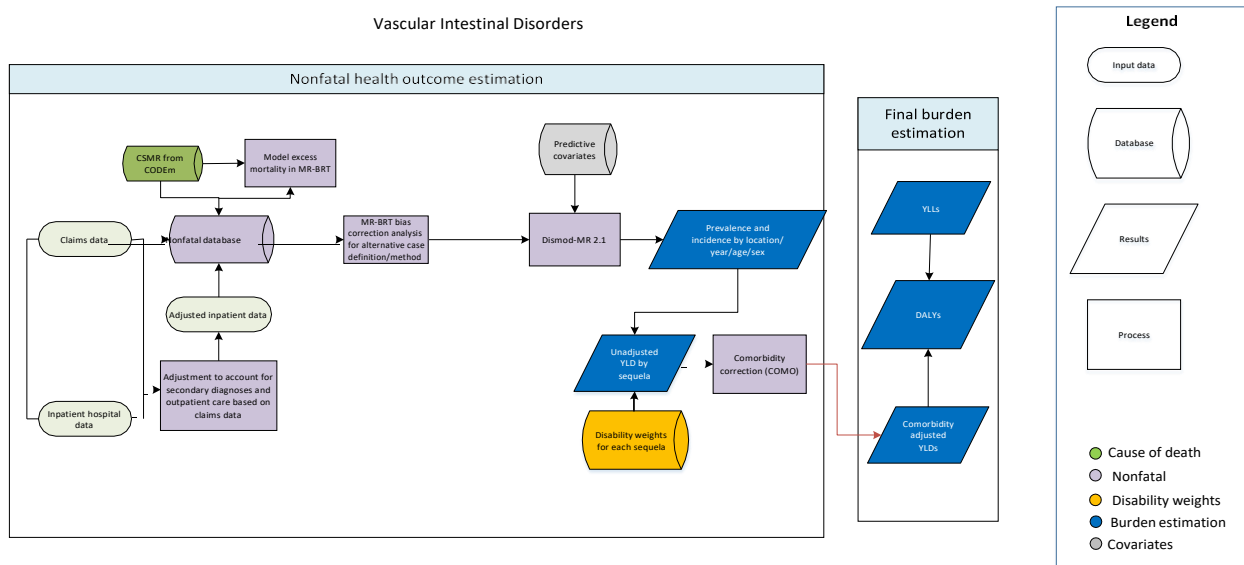 Vascular Intestinal Disorders
Nonfatal health outcome estimation
CSMR from
CODEm
Model excess
mortality in MR-BRT
Predictive
covariates
Claims data
Nonfatal database
MR-BRT bias
correction analysis
for alternative case
definition/method
Dismod-MR 2.1
Prevalence and
incidence by location/
year/age/sex
Adjusted inpatient data
Adjustment to account for
secondary diagnoses and
outpatient care based on
claims data
Inpatient hospital
data
Unadjusted
YLD by
sequela
Comorbidity
correction (COMO)
Disability weights
for each sequela
Final burden
estimation
YLLs
DALYs
Comorbidity
adjusted
YLDs
Legend
Input data
Database
Results
Process
Cause of death
Nonfatal
Disability weights
Burden estimation
Covariates